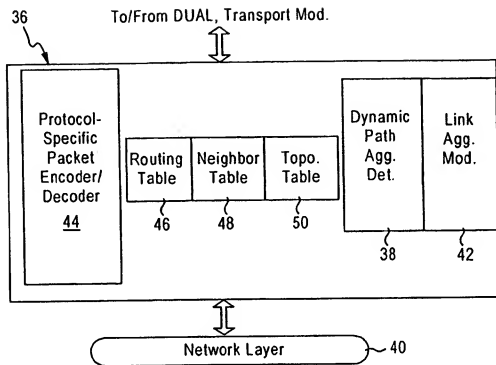 36
To/From DUAL, Transport Mod.
Protocol-
Specific
Packet
Encoder/
Decoder
44
Routing
Table
46
Neighbor
Table
48
Topo.
Table
50
Dynamic
Path
Agg.
Det.
38
Link
Agg.
Mod.
42
Network Layer
40